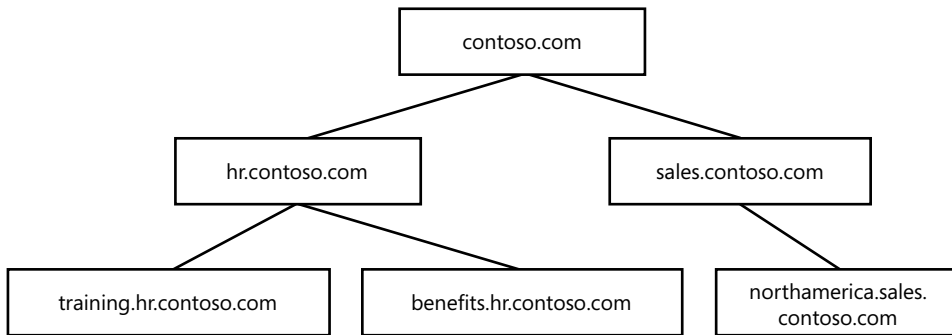 contoso.com
hr.contoso.com
sales.contoso.com
training.hr.contoso.com
benefits.hr.contoso.com
northamerica.sales.
contoso.com